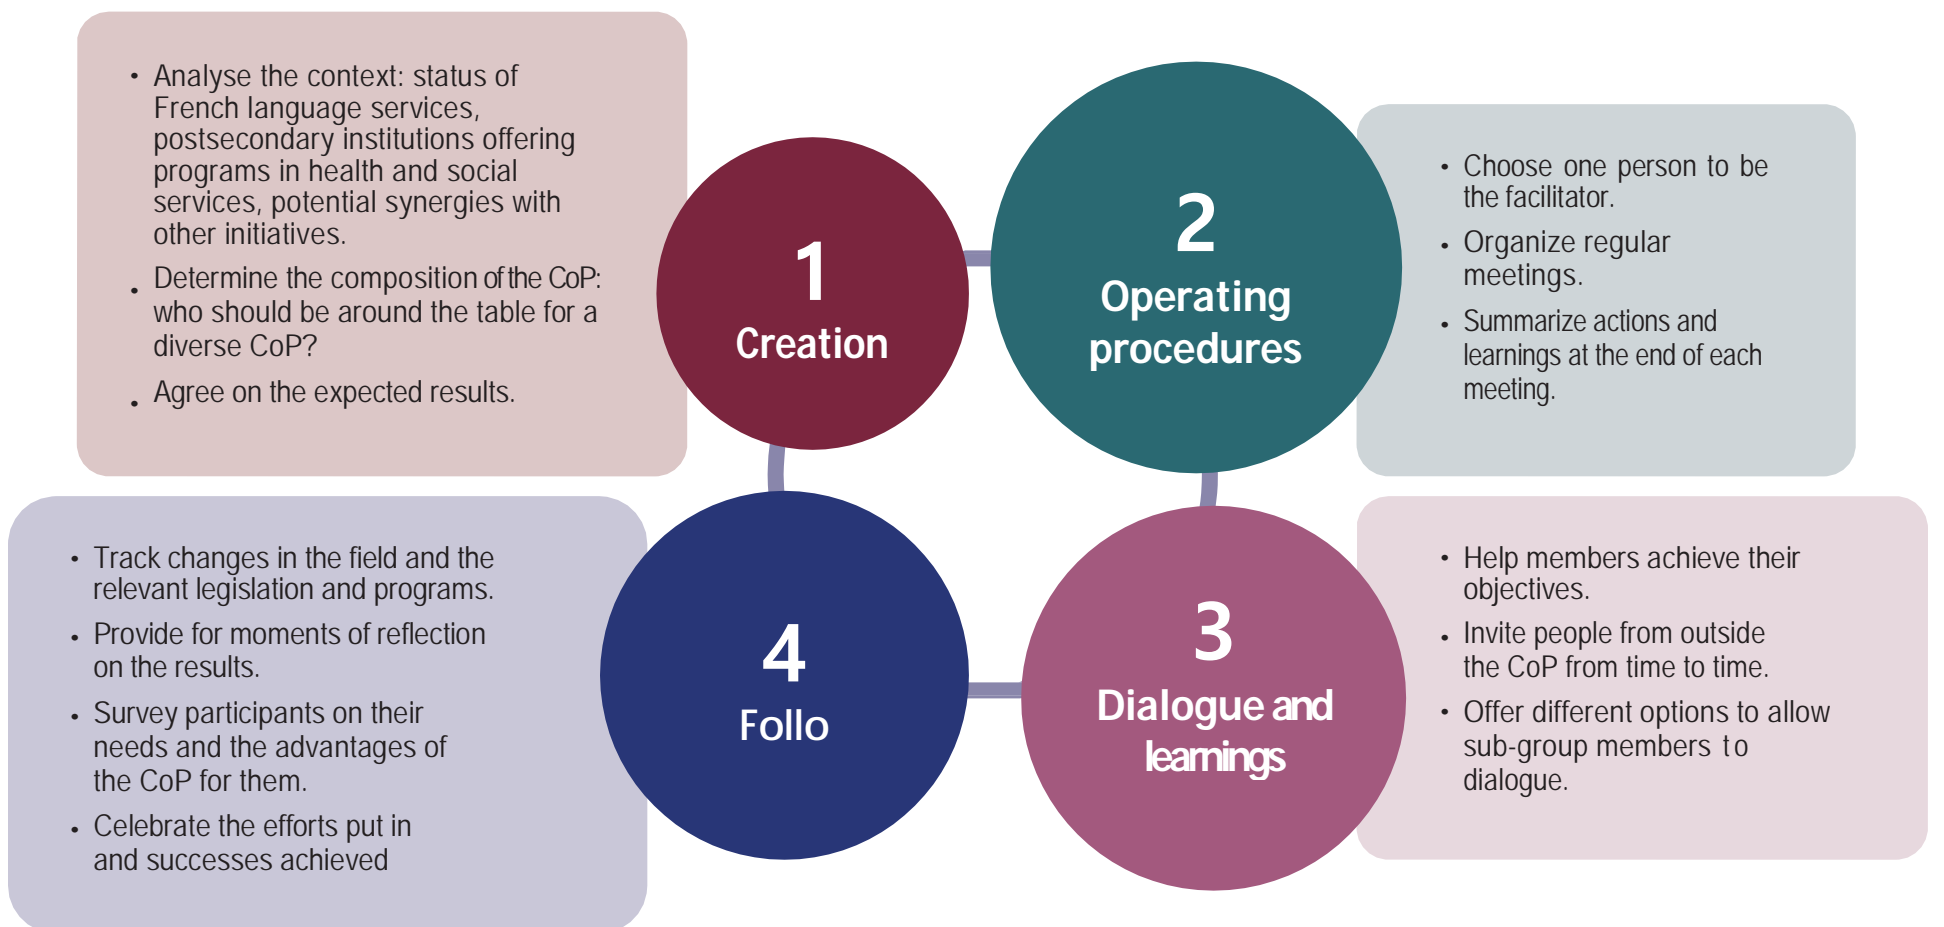 • Analyse the context: status of
French language services,
postsecondary institutions offering
programs in health and social
services, potential synergies with
other initiatives.
• Determine the composition of the CoP:
who should be around the table for a
diverse CoP?
• Agree on the expected results.
1
Creation
2
Operating
procedures
• Choose one person to be
the facilitator.
• Organize regular
meetings.
• Summarize actions and
learnings at the end of each
meeting.
3
Dialogue and
learnings
• Help members achieve their
objectives.
• Invite people from outside
the CoP from time to time.
• Offer different options to allow
sub-group members to
dialogue.
4
Follo
• Track changes in the field and the
relevant legislation and programs.
• Provide for moments of reflection
on the results.
• Survey participants on their
needs and the advantages of
the CoP for them.
• Celebrate the efforts put in
and successes achieved